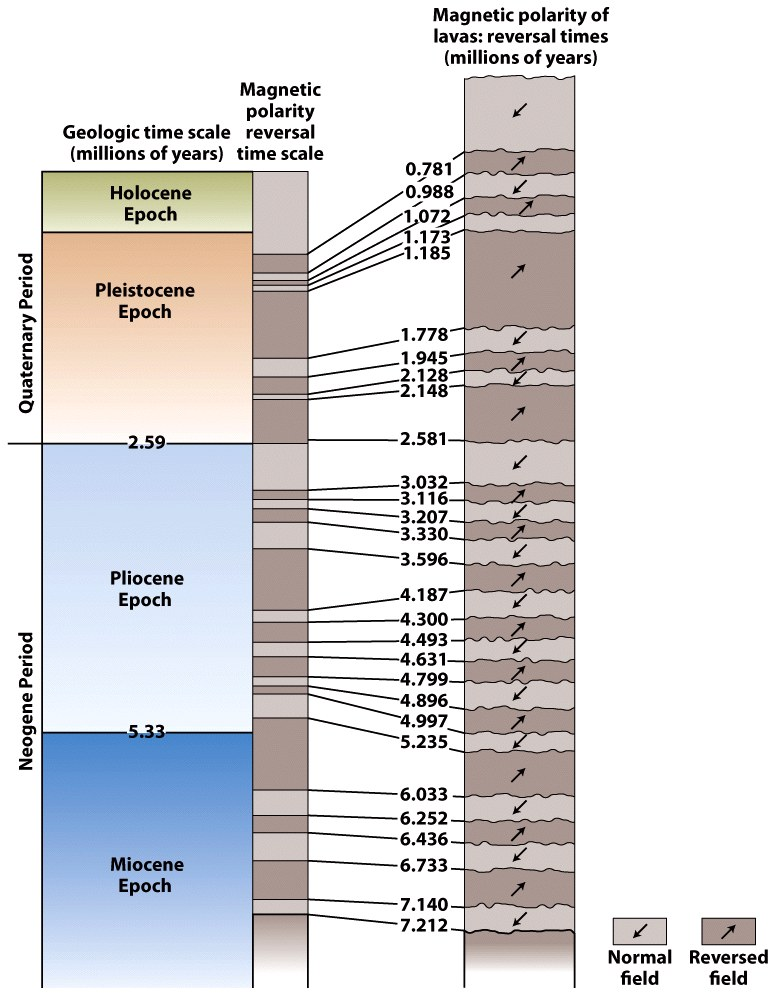 Magnetic polarity of
lavas: reversal times
(millions of years)
Magnetic
polarity
reversal
time scale
Geologic time scale
(millions of years)
Holocene
Epoch
Pleistocene
Epoch
Quaternary Period
2.59
Pliocene
Epoch
Neogene Period
5.33
Miocene
Epoch
0.781
0.988
1.072
1.173
1.185
1.778
1.945
2.128
2.148
2.581
3.032
3.116
3.207
3.330
3.596
4.187
4.300
4.493
4.631
4.799
4.896
4.997
5.235
6.033
6.252
6.436
6.733
7.140
7.212
Normal
field
Reversed
field